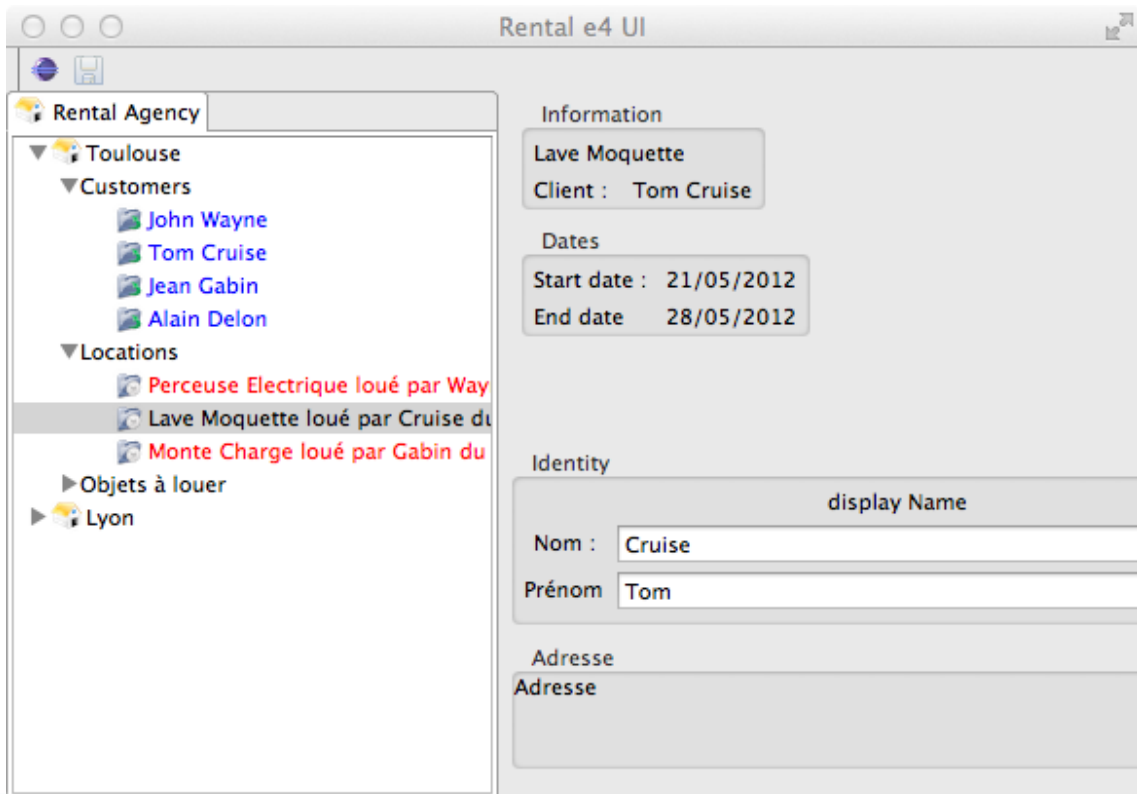 Rental e4 UI
Rental Agency
Toulouse
Customers
John Wayne
Tom Cruise
Jean Gabin
Alain Delon
Locations
Perceuse Electrique loué par Way
Lave Moquette loué par Cruise du
Monte Charge loué par Gabin du
Objets à louer
Lyon
Information
Lave Moquette
Client : Tom Cruise
Dates
Start date : 21/05/2012
End date 28/05/2012
Identity
display Name
Nom : Cruise
Prénom Tom
Adresse
Adresse